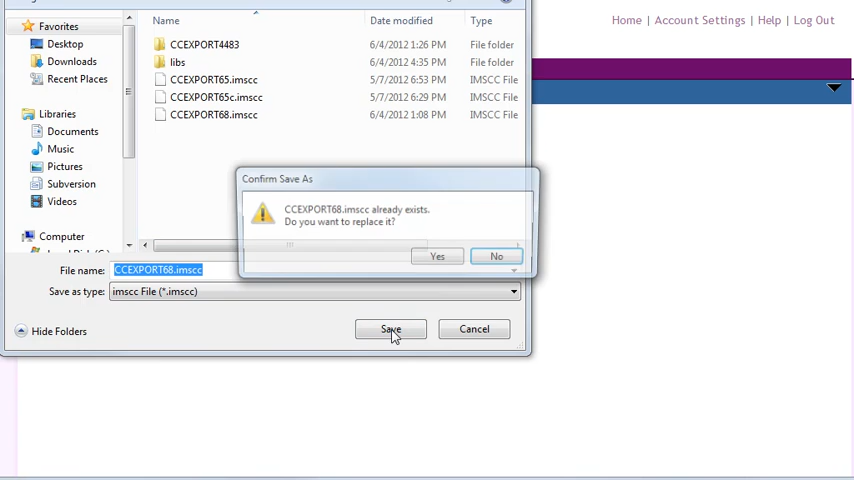 Home | Account Settings | Help | Log Out
Name Date modified Type
Favorites
Desktop
Downloads
Recent Places
Libraries
Documents
Music
Pictures
Subversion
Videos
Computer
CCEXPORT4483 6/4/2012 1:26 PM File folder
libs 6/4/2012 4:35 PM File folder
CCEXPORT65.imscc 5/7/2012 6:53 PM IMSCC File
CCEXPORT65c.imscc 5/7/2012 6:29 PM IMSCC File
CCEXPORT68.imscc 6/4/2012 1:08 PM IMSCC File
Confirm Save As
CCEXPORT68.imscc already exists.
Do you want to replace it?
Yes No
File name: CCEXPORT68.imscc
Save as type: imscc File (*.imscc)
Hide Folders
Save Cancel